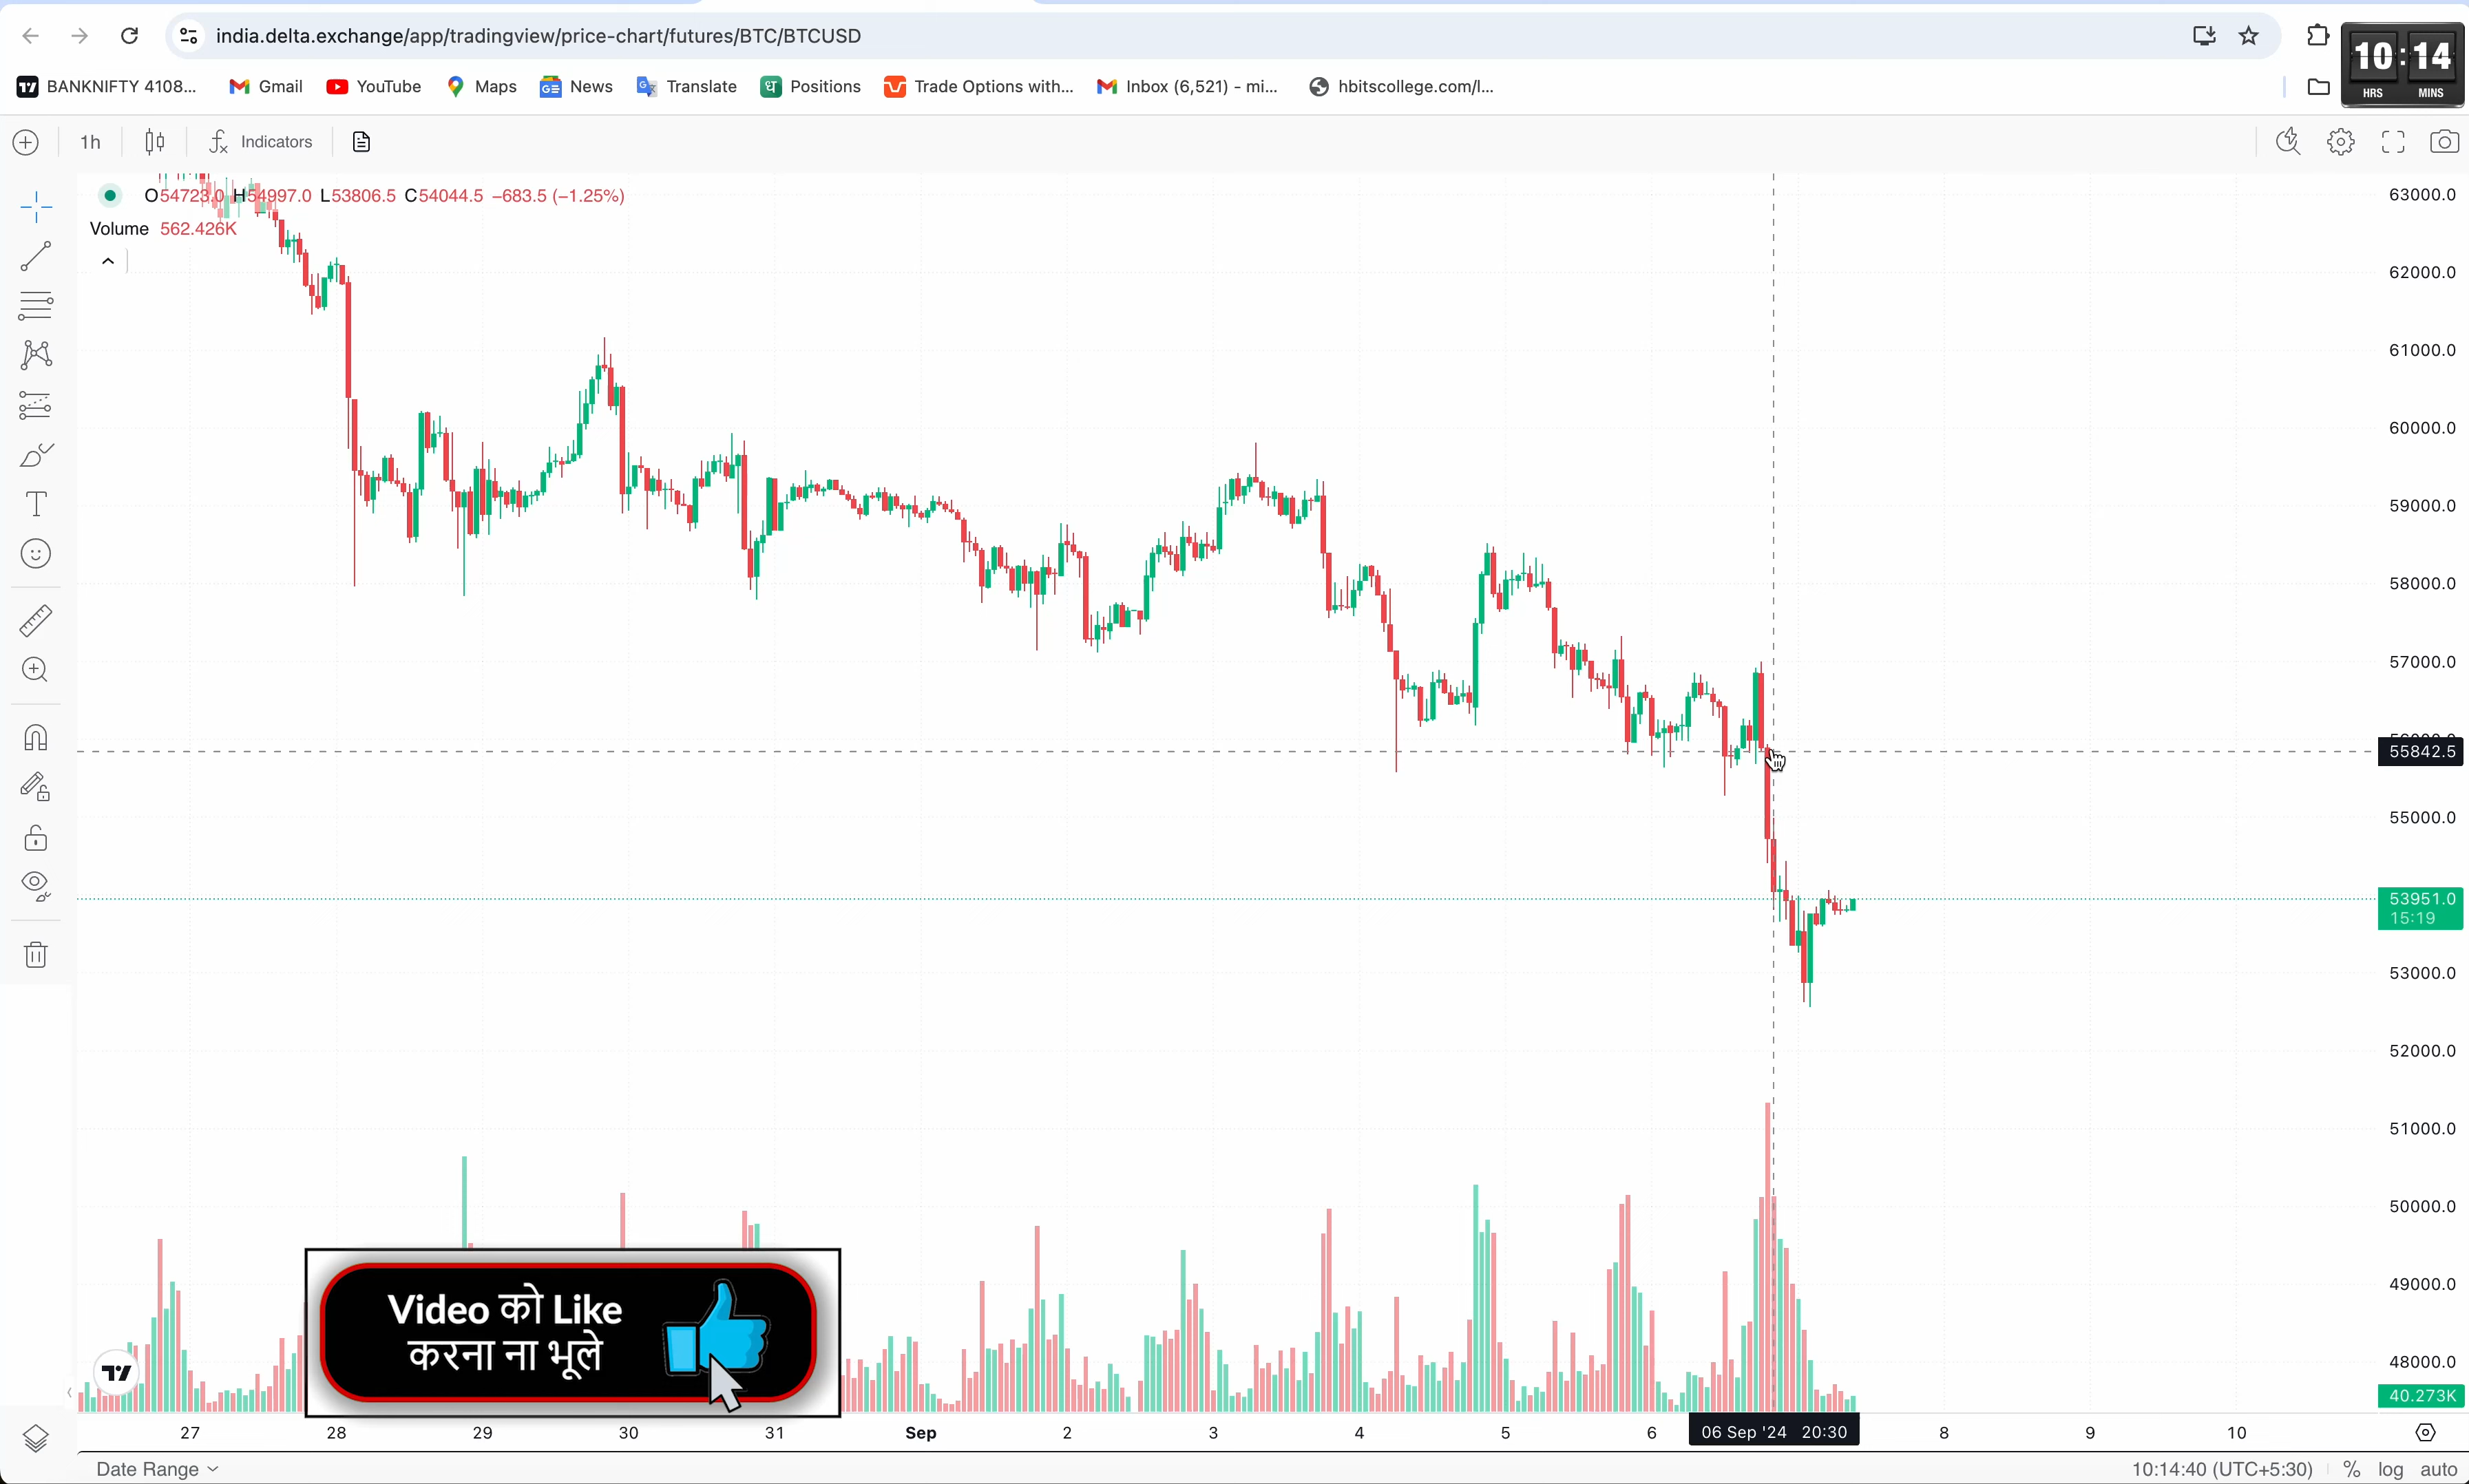 india.delta.exchange/app/tradingview/price-chart/futures/BTC/BTCUSD
10:14
HRS MINS
BANKNIFTY 4108... Gmail YouTube Maps News Translate Positions Trade Options with... Inbox (6,521) - mi... hbitscollege.com/l...
1h Indicators
O54723.0 H54997.0 L53806.5 C54044.5 −683.5 (−1.25%)
Volume 562.426K
63000.0
62000.0
61000.0
60000.0
59000.0
58000.0
57000.0
55842.5
55000.0
53951.0
15:19
53000.0
52000.0
51000.0
50000.0
49000.0
48000.0
40.273K
Video को Like
करना ना भूले
27 28 29 30 31 Sep 2 3 4 5 6 06 Sep '24 20:30 8 9 10
Date Range 10:14:40 (UTC+5:30) % log auto